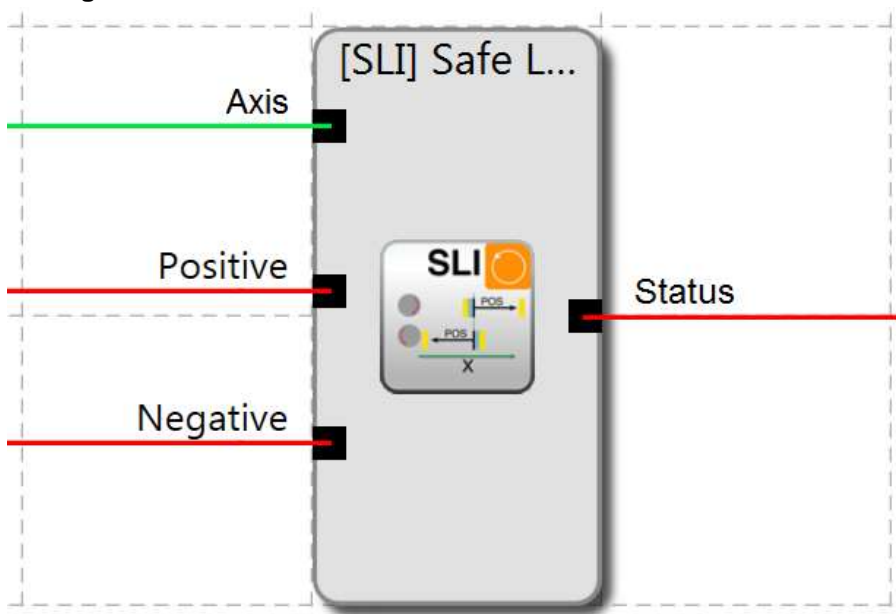 [SLI] Safe L...
Axis
Positive
Negative
SLI
POS
POS
X
Status